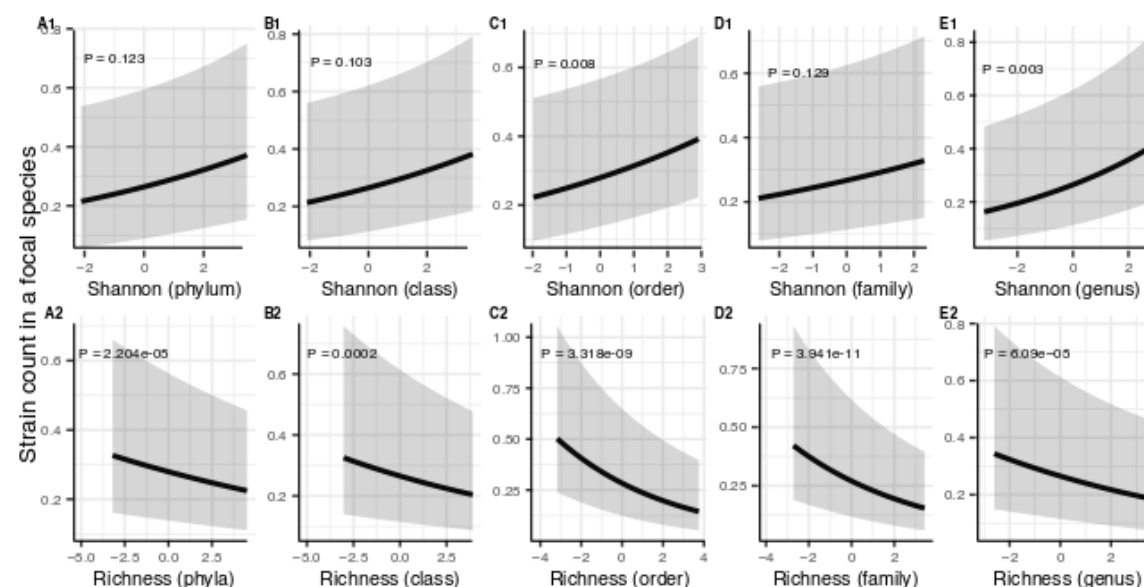 A1 B1 C1 D1 E1
0.8 0.8 0.8
P = 0.123 P = 0.103 P = 0.008 P = 0.129 P = 0.003
0.6 0.6 0.6 0.6 0.6
0.4 0.4 0.4 0.4 0.4
0.2 0.2 0.2 0.2 0.2
−2 0 2 −2 0 2 −2 −1 0 1 2 3 −2 −1 0 1 2 −2 0 2
Shannon (phylum) Shannon (class) Shannon (order) Shannon (family) Shannon (genus)
Strain count in a focal species
A2 B2 C2 D2 E2
1.00 0.8
P = 2.204e-05 P = 0.0002 P = 3.318e-09 P = 3.941e-11 P = 6.09e−05
0.6 0.6 0.75 0.75 0.6
0.4 0.4 0.50 0.50 0.4
0.2 0.2 0.25 0.25 0.2
−5.0 −2.5 0.0 2.5 −5.0 −2.5 0.0 2.5 −4 −2 0 2 4 −4 −2 0 2 −2 0 2
Richness (phyla) Richness (class) Richness (order) Richness (family) Richness (genus)